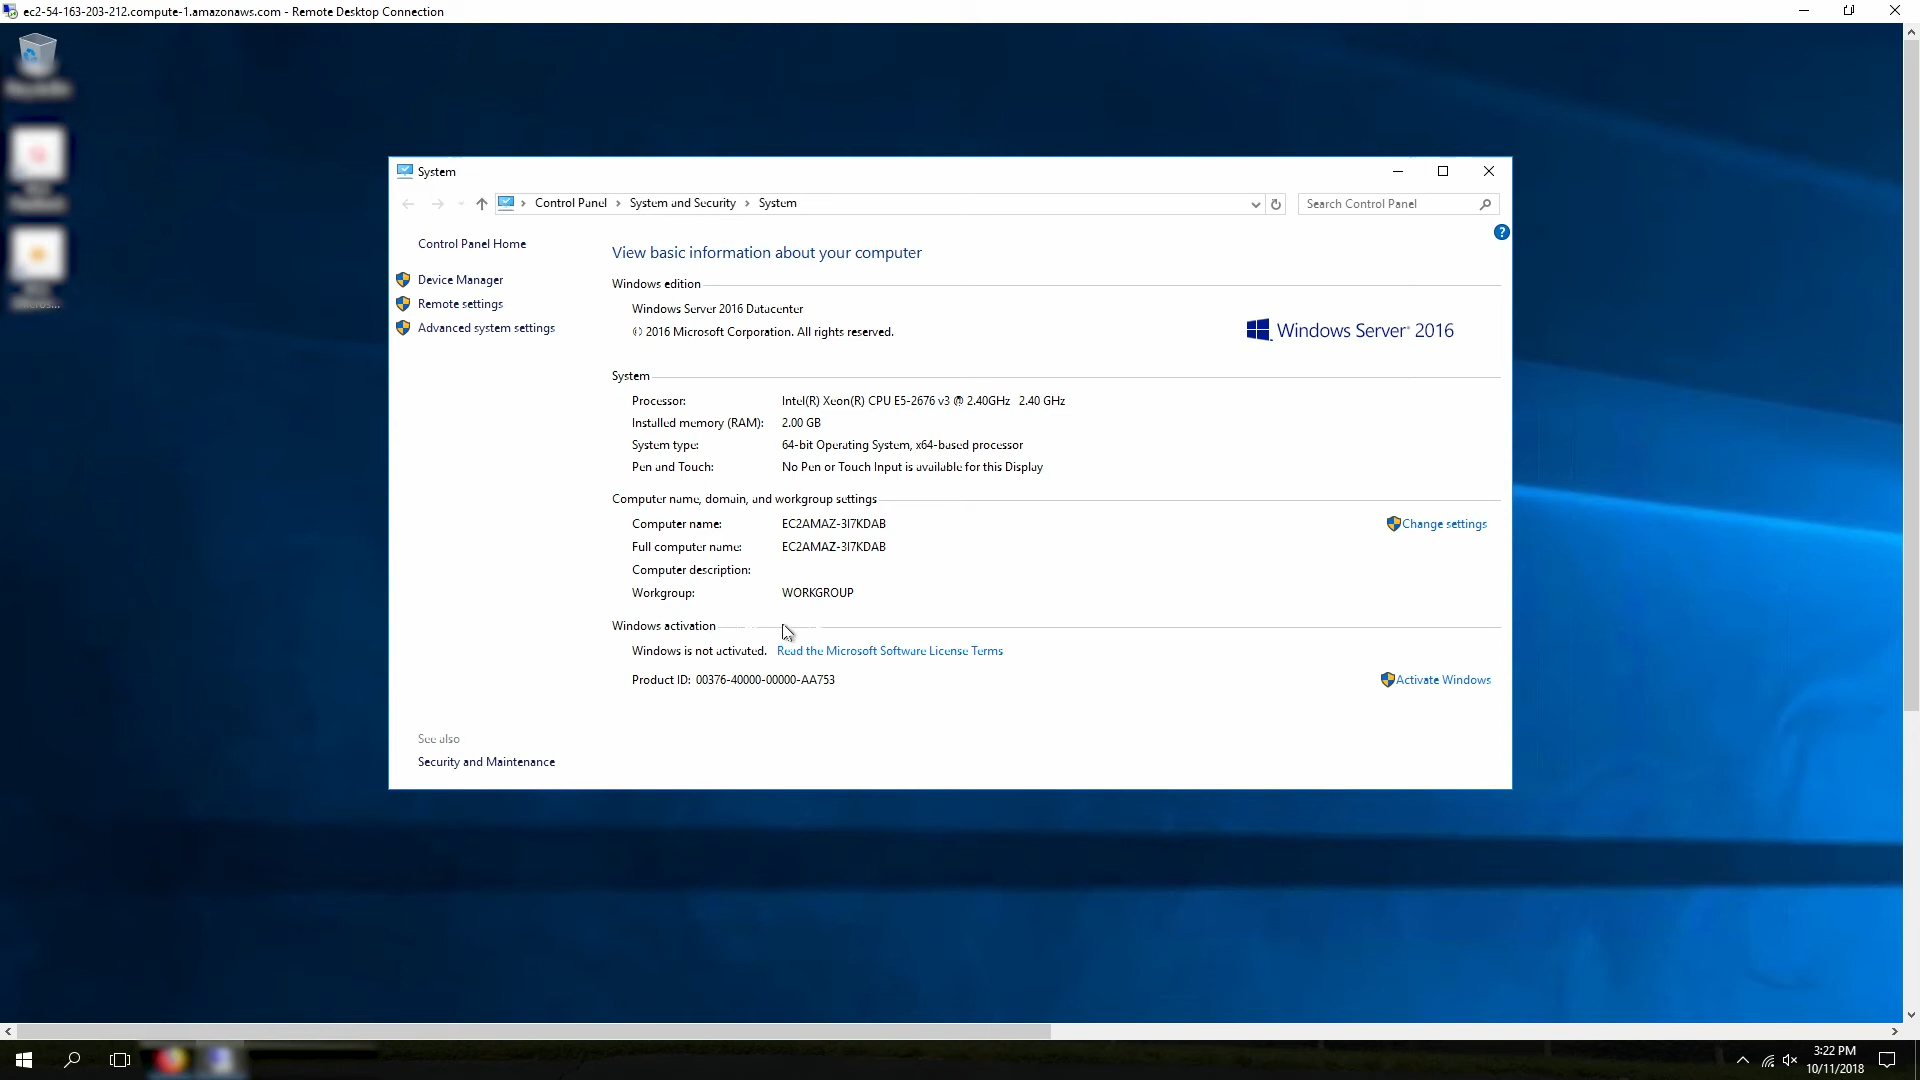 ec2-54-163-203-212.compute-1.amazonaws.com - Remote Desktop Connection
System
Control Panel > System and Security > System
Search Control Panel
Control Panel Home
Device Manager
Remote settings
Advanced system settings
View basic information about your computer
Windows edition
Windows Server 2016 Datacenter
© 2016 Microsoft Corporation. All rights reserved.
Windows Server® 2016
System
Processor: Intel(R) Xeon(R) CPU E5-2676 v3 @ 2.40GHz 2.40 GHz
Installed memory (RAM): 2.00 GB
System type: 64-bit Operating System, x64-based processor
Pen and Touch: No Pen or Touch Input is available for this Display
Computer name, domain, and workgroup settings
Computer name: EC2AMAZ-3I7KDAB
Change settings
Full computer name: EC2AMAZ-3I7KDAB
Computer description:
Workgroup: WORKGROUP
Windows activation
Windows is not activated. Read the Microsoft Software License Terms
Product ID: 00376-40000-00000-AA753
Activate Windows
See also
Security and Maintenance
3:22 PM
10/11/2018